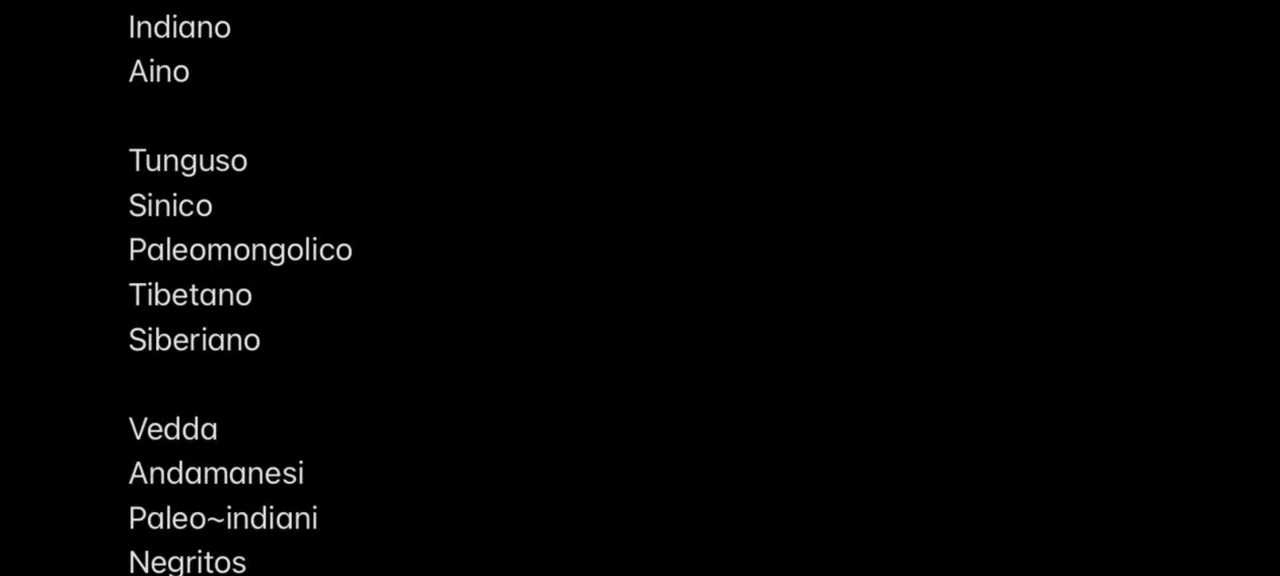 Indiano
Aino
Tunguso
Sinico
Paleomongolico
Tibetano
Siberiano
Vedda
Andamanesi
Paleo~indiani
Negritos